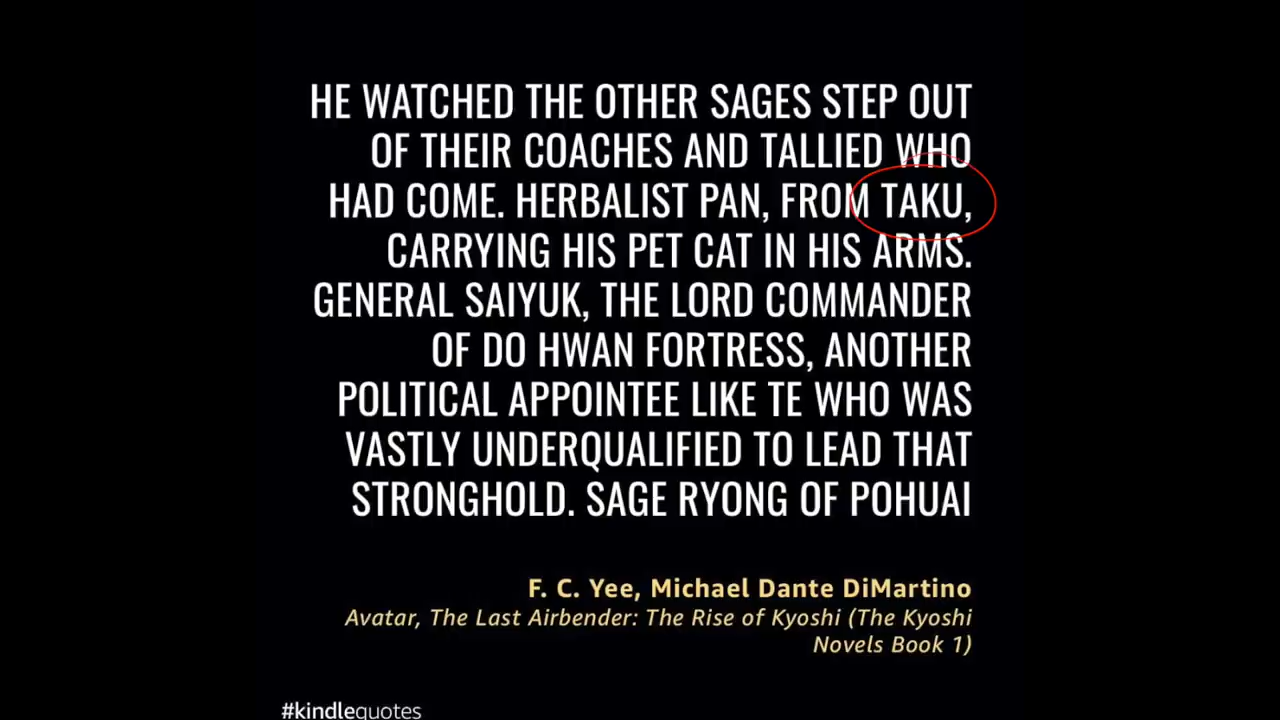 HE WATCHED THE OTHER SAGES STEP OUT
OF THEIR COACHES AND TALLIED WHO
HAD COME. HERBALIST PAN, FROM TAKU,
CARRYING HIS PET CAT IN HIS ARMS.
GENERAL SAIYUK, THE LORD COMMANDER
OF DO HWAN FORTRESS, ANOTHER
POLITICAL APPOINTEE LIKE TE WHO WAS
VASTLY UNDERQUALIFIED TO LEAD THAT
STRONGHOLD. SAGE RYONG OF POHUAI
F. C. Yee, Michael Dante DiMartino
Avatar, The Last Airbender: The Rise of Kyoshi (The Kyoshi
Novels Book 1)
#kindlequotes